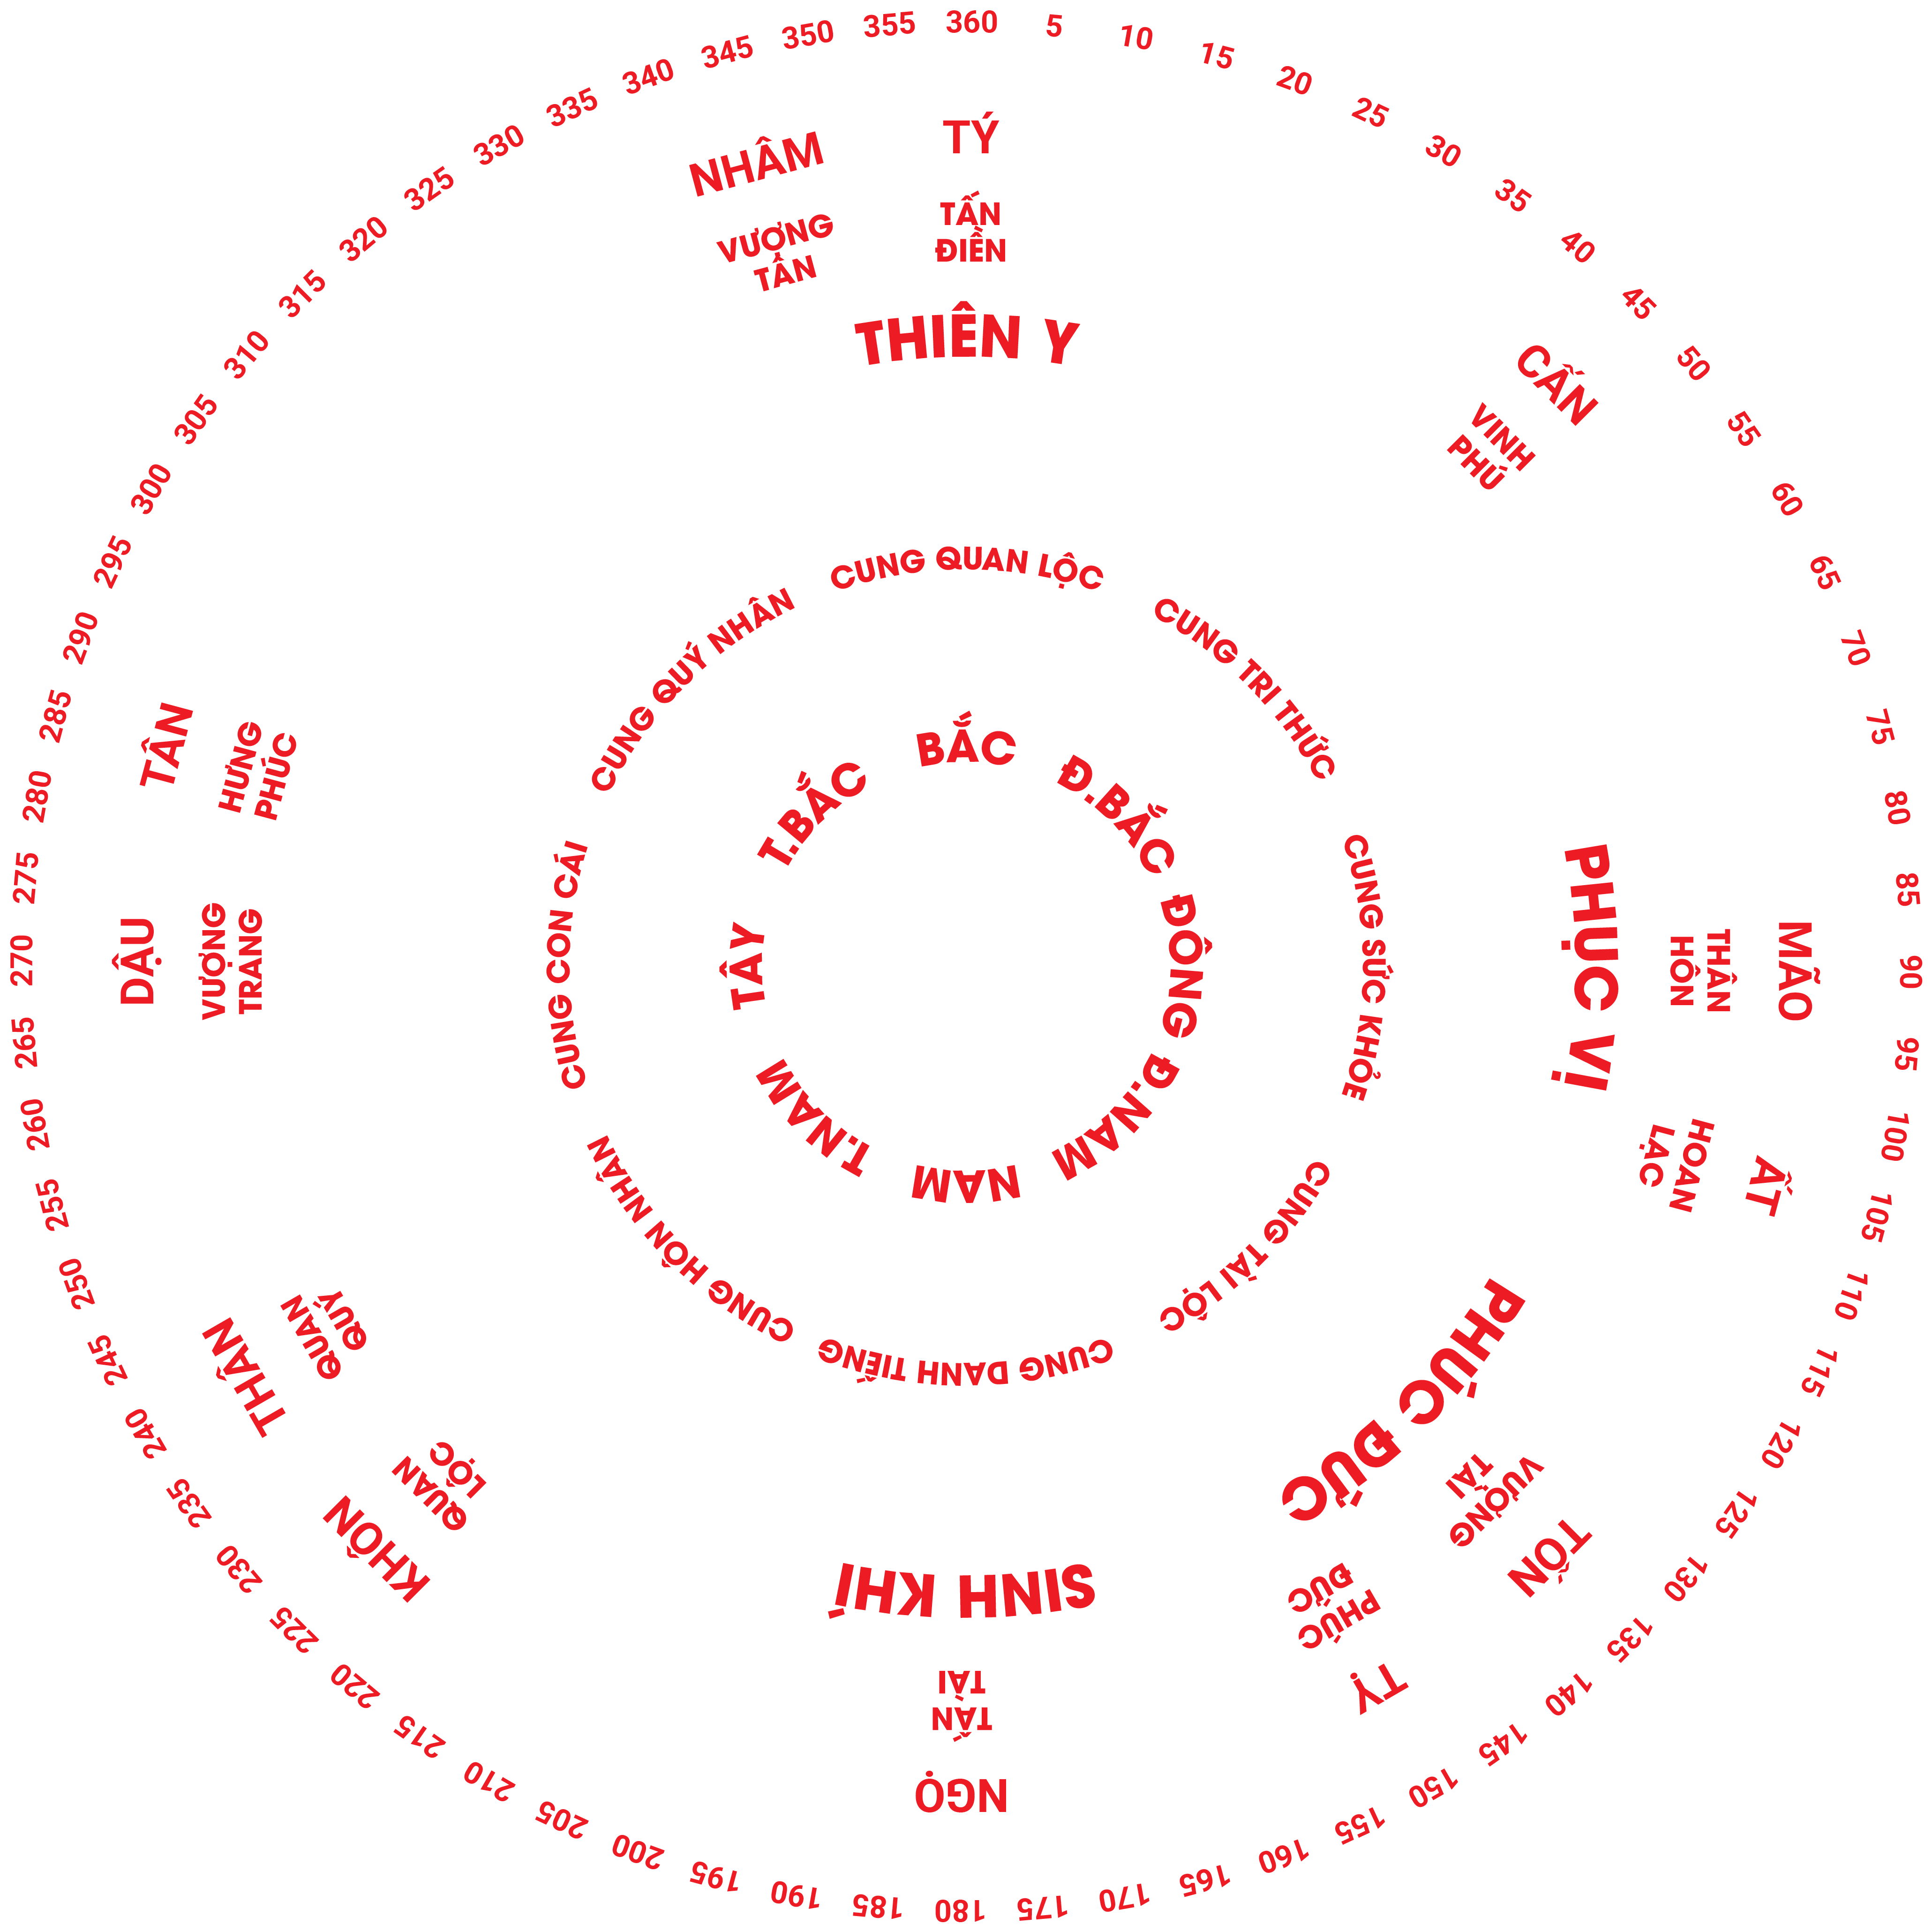 360
5
10
15
20
25
30
35
40
45
50
55
60
65
70
75
80
85
90
95
100
105
110
115
120
125
130
135
140
145
150
155
160
165
170
175
180
185
190
195
200
205
210
215
220
225
230
235
240
245
250
255
260
265
270
275
280
285
290
295
300
305
310
315
320
325
330
335
340
345
350
355
TÝ
TẤN
ĐIỀN
CẤN
VINH
PHÚ
MÃO
THÂN
HÔN
ẤT
HOAN
LẠC
TỐN
VƯỢNG
TÀI
TỴ
PHÚC
ĐỨC
NGỌ
TẤN
TÀI
KHÔN
QUAN
LỘC
THÂN
QUAN
QUÝ
DẬU
VƯỢNG
TRANG
TÂN
HƯNG
PHÚC
NHÂM
VƯỢNG
TÂN
THIÊN Y
PHỤC VỊ
PHÚC ĐỨC
SINH KHÍ
CUNG QUAN LỘC
CUNG TRI THỨC
CUNG SỨC KHỎE
CUNG TÀI LỘC
CUNG DANH TIẾNG
CUNG HÔN NHÂN
CUNG CON CÁI
CUNG QUÝ NHÂN
BẮC
Đ.BẮC
ĐÔNG
Đ.NAM
NAM
T.NAM
TÂY
T.BẮC